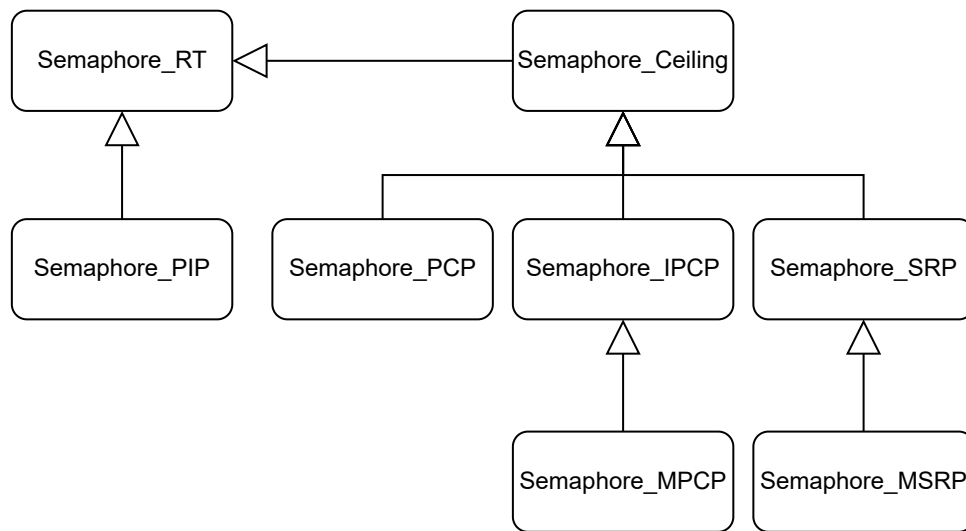 Semaphore_RT
Semaphore_Ceiling
Semaphore_PIP
Semaphore_PCP
Semaphore_IPCP
Semaphore_SRP
Semaphore_MPCP
Semaphore_MSRP